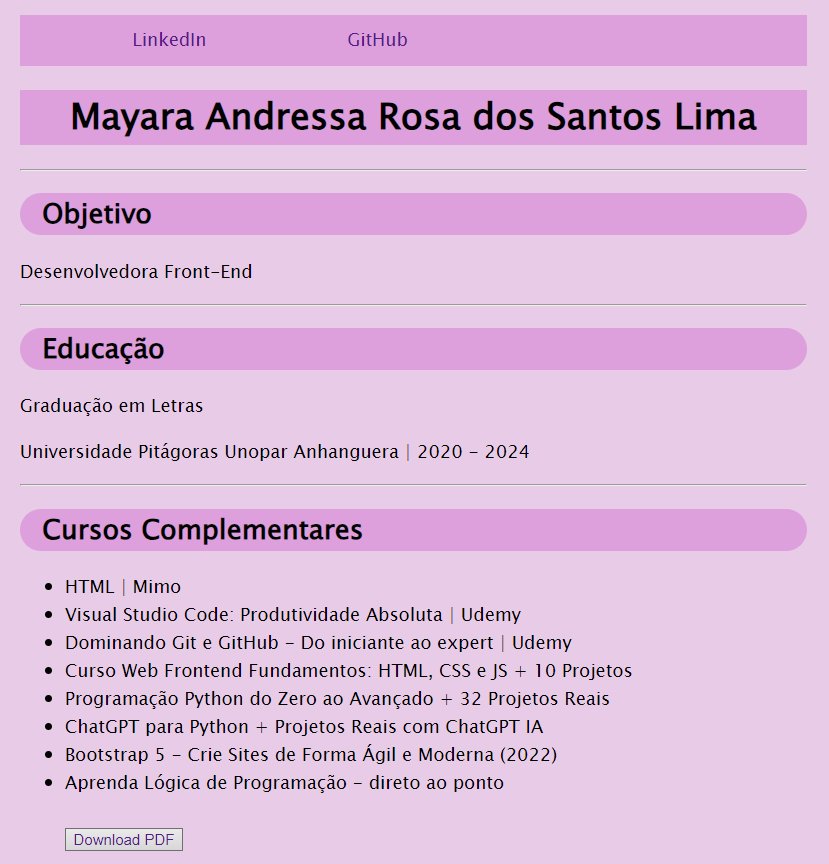 LinkedIn GitHub
Mayara Andressa Rosa dos Santos Lima
Objetivo
Desenvolvedora Front-End
Educação
Graduação em Letras
Universidade Pitágoras Unopar Anhanguera | 2020 - 2024
Cursos Complementares
• HTML | Mimo
• Visual Studio Code: Produtividade Absoluta | Udemy
• Dominando Git e GitHub - Do iniciante ao expert | Udemy
• Curso Web Frontend Fundamentos: HTML, CSS e JS + 10 Projetos
• Programação Python do Zero ao Avançado + 32 Projetos Reais
• ChatGPT para Python + Projetos Reais com ChatGPT IA
• Bootstrap 5 - Crie Sites de Forma Ágil e Moderna (2022)
• Aprenda Lógica de Programação - direto ao ponto
Download PDF